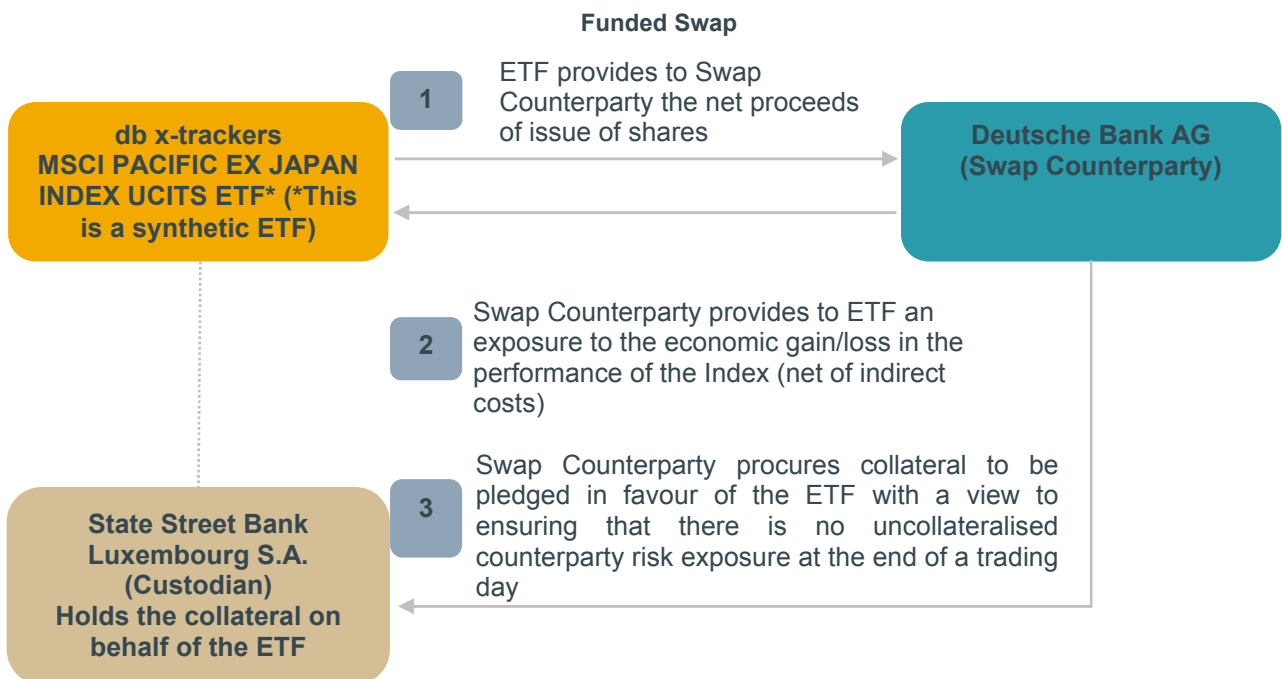 Funded Swap
1
ETF provides to Swap
Counterparty the net proceeds
of issue of shares
db x-trackers
MSCI PACIFIC EX JAPAN
INDEX UCITS ETF* (*This
is a synthetic ETF)
Deutsche Bank AG
(Swap Counterparty)
2
Swap Counterparty provides to ETF an
exposure to the economic gain/loss in the
performance of the Index (net of indirect
costs)
3
Swap Counterparty procures collateral to be
pledged in favour of the ETF with a view to
ensuring that there is no uncollateralised
counterparty risk exposure at the end of a trading
day
State Street Bank
Luxembourg S.A.
(Custodian)
Holds the collateral on
behalf of the ETF